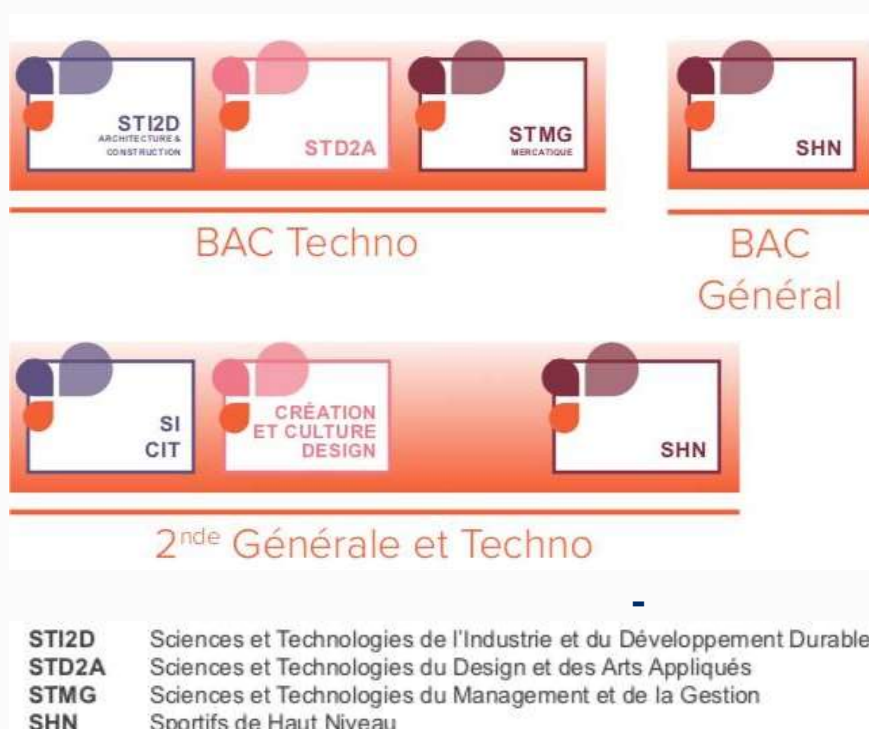 STI2D
ARCHITECTURE &
CONSTRUCTION
STD2A
STMG
MERCATIQUE
SHN
BAC Techno
BAC
Général
SI
CIT
CRÉATION
ET CULTURE
DESIGN
SHN
2nde Générale et Techno
-
STI2D Sciences et Technologies de l'Industrie et du Développement Durable
STD2A Sciences et Technologies du Design et des Arts Appliqués
STMG Sciences et Technologies du Management et de la Gestion
SHN Sportifs de Haut Niveau